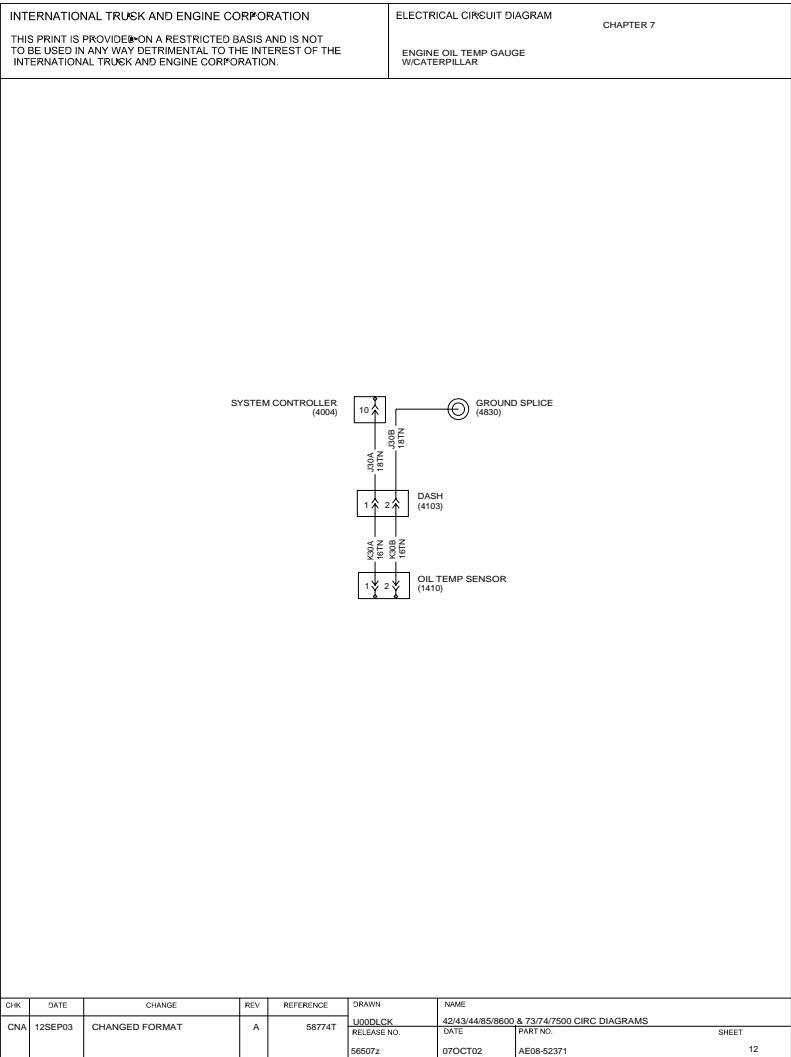 INTERNATIONAL TRUCK AND ENGINE CORPORATION
THIS PRINT IS PROVIDED ON A RESTRICTED BASIS AND IS NOT
TO BE USED IN ANY WAY DETRIMENTAL TO THE INTEREST OF THE
INTERNATIONAL TRUCK AND ENGINE CORPORATION.
ELECTRICAL CIRCUIT DIAGRAM
CHAPTER 7
ENGINE OIL TEMP GAUGE
W/CATERPILLAR
SYSTEM CONTROLLER
(4004)
10
GROUND SPLICE
(4830)
J30A
18TN
J30B
18TN
1 2
DASH
(4103)
K30A
16TN
K30B
16TN
1 2
OIL TEMP SENSOR
(1410)
CHK DATE CHANGE REV REFERENCE
CNA 12SEP03 CHANGED FORMAT A 58774T
DRAWN
U00DLCK
RELEASE NO.
56507z
NAME
42/43/44/85/8600 & 73/74/7500 CIRC DIAGRAMS
DATE
07OCT02
PART NO.
AE08-52371
SHEET
12